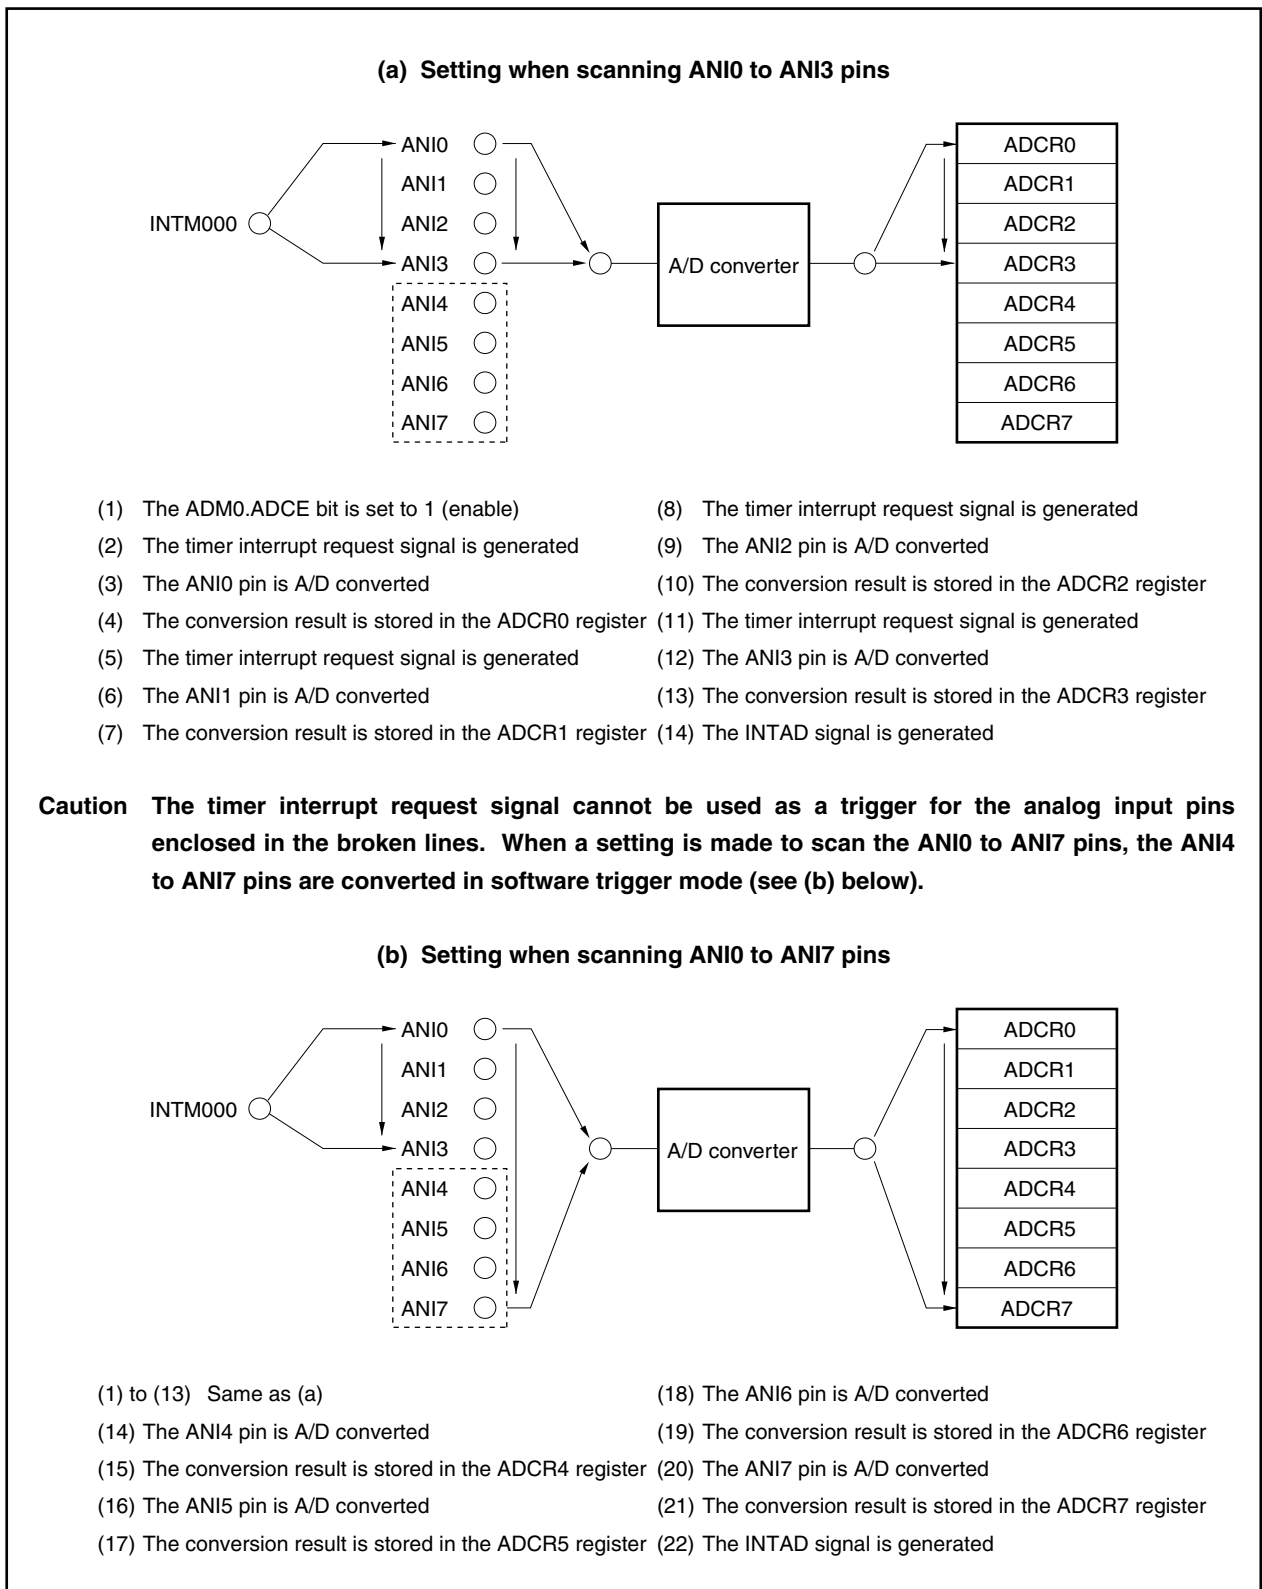 (a) Setting when scanning ANI0 to ANI3 pins
ANI0
ANI1
ANI2
ANI3
ANI4
ANI5
ANI6
ANI7
INTM000
A/D converter
ADCR0
ADCR1
ADCR2
ADCR3
ADCR4
ADCR5
ADCR6
ADCR7
(1) The ADM0.ADCE bit is set to 1 (enable)
(2) The timer interrupt request signal is generated
(3) The ANI0 pin is A/D converted
(4) The conversion result is stored in the ADCR0 register
(5) The timer interrupt request signal is generated
(6) The ANI1 pin is A/D converted
(7) The conversion result is stored in the ADCR1 register
(8) The timer interrupt request signal is generated
(9) The ANI2 pin is A/D converted
(10) The conversion result is stored in the ADCR2 register
(11) The timer interrupt request signal is generated
(12) The ANI3 pin is A/D converted
(13) The conversion result is stored in the ADCR3 register
(14) The INTAD signal is generated
Caution The timer interrupt request signal cannot be used as a trigger for the analog input pins
enclosed in the broken lines. When a setting is made to scan the ANI0 to ANI7 pins, the ANI4
to ANI7 pins are converted in software trigger mode (see (b) below).
(b) Setting when scanning ANI0 to ANI7 pins
ANI0
ANI1
ANI2
ANI3
ANI4
ANI5
ANI6
ANI7
INTM000
A/D converter
ADCR0
ADCR1
ADCR2
ADCR3
ADCR4
ADCR5
ADCR6
ADCR7
(1) to (13) Same as (a)
(14) The ANI4 pin is A/D converted
(15) The conversion result is stored in the ADCR4 register
(16) The ANI5 pin is A/D converted
(17) The conversion result is stored in the ADCR5 register
(18) The ANI6 pin is A/D converted
(19) The conversion result is stored in the ADCR6 register
(20) The ANI7 pin is A/D converted
(21) The conversion result is stored in the ADCR7 register
(22) The INTAD signal is generated